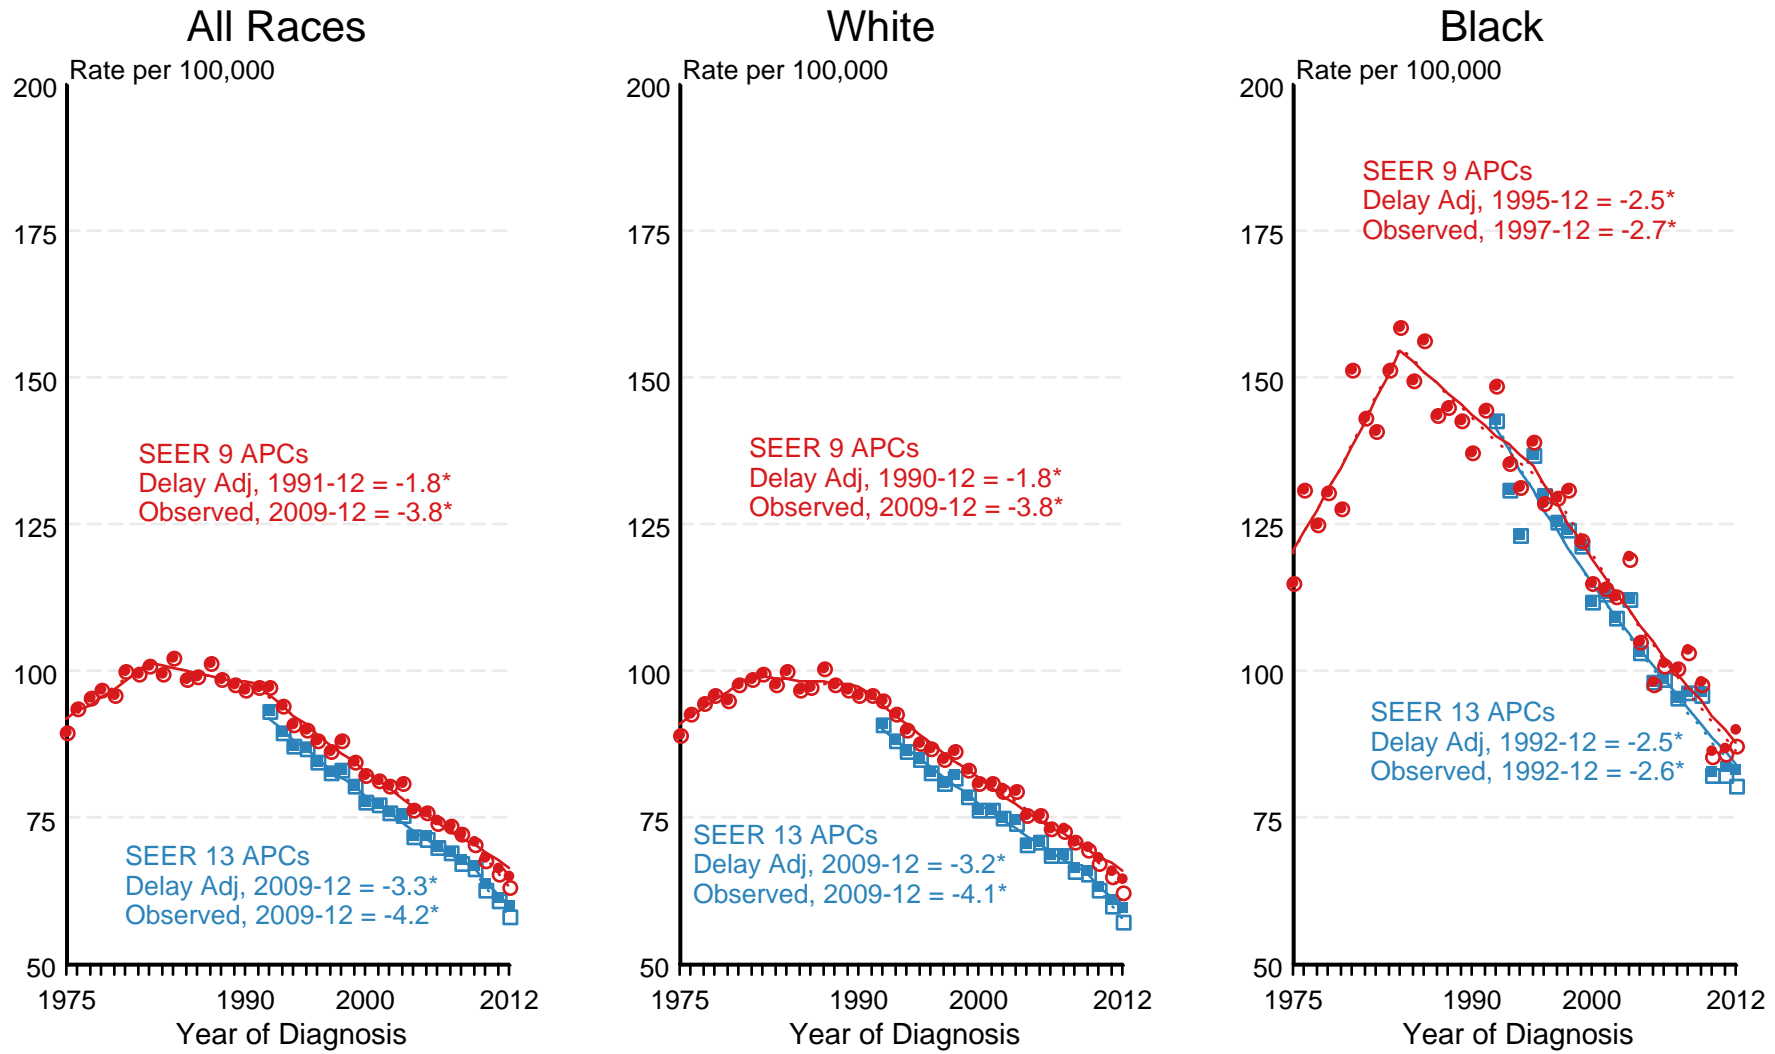 All Races
Rate per 100,000
200
175
150
125
100
75
50
SEER 9 APCs
Delay Adj, 1991-12 = -1.8*
Observed, 2009-12 = -3.8*
SEER 13 APCs
Delay Adj, 2009-12 = -3.3*
Observed, 2009-12 = -4.2*
1975 1990 2000 2012
Year of Diagnosis
White
Rate per 100,000
200
175
150
125
100
75
50
SEER 9 APCs
Delay Adj, 1990-12 = -1.8*
Observed, 2009-12 = -3.8*
SEER 13 APCs
Delay Adj, 2009-12 = -3.2*
Observed, 2009-12 = -4.1*
1975 1990 2000 2012
Year of Diagnosis
Black
Rate per 100,000
200
175
150
125
100
75
50
SEER 9 APCs
Delay Adj, 1995-12 = -2.5*
Observed, 1997-12 = -2.7*
SEER 13 APCs
Delay Adj, 1992-12 = -2.5*
Observed, 1992-12 = -2.6*
1975 1990 2000 2012
Year of Diagnosis